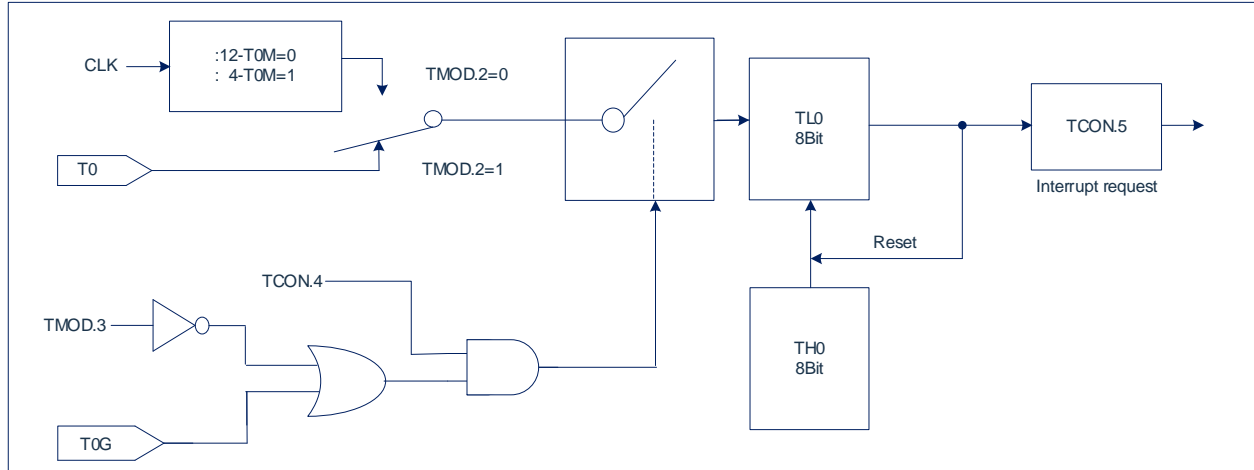 :12-T0M=0
: 4-T0M=1
CLK
TMOD.2=0
T0
TMOD.2=1
TL0
8Bit
TCON.5
Interrupt request
Reset
TCON.4
TMOD.3
TH0
8Bit
T0G